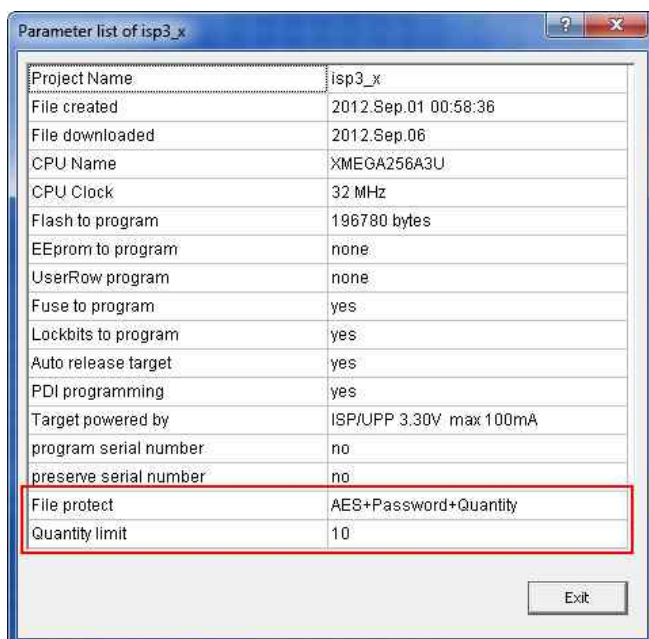 Parameter list of isp3_x
Project Name isp3_x
File created 2012.Sep.01 00:58:36
File downloaded 2012.Sep.06
CPU Name XMEGA256A3U
CPU Clock 32 MHz
Flash to program 196780 bytes
EEprom to program none
UserRow program none
Fuse to program yes
Lockbits to program yes
Auto release target yes
PDI programming yes
Target powered by ISP/UPP 3.30V max 100mA
program serial number no
preserve serial number no
File protect AES+Password+Quantity
Quantity limit 10
Exit